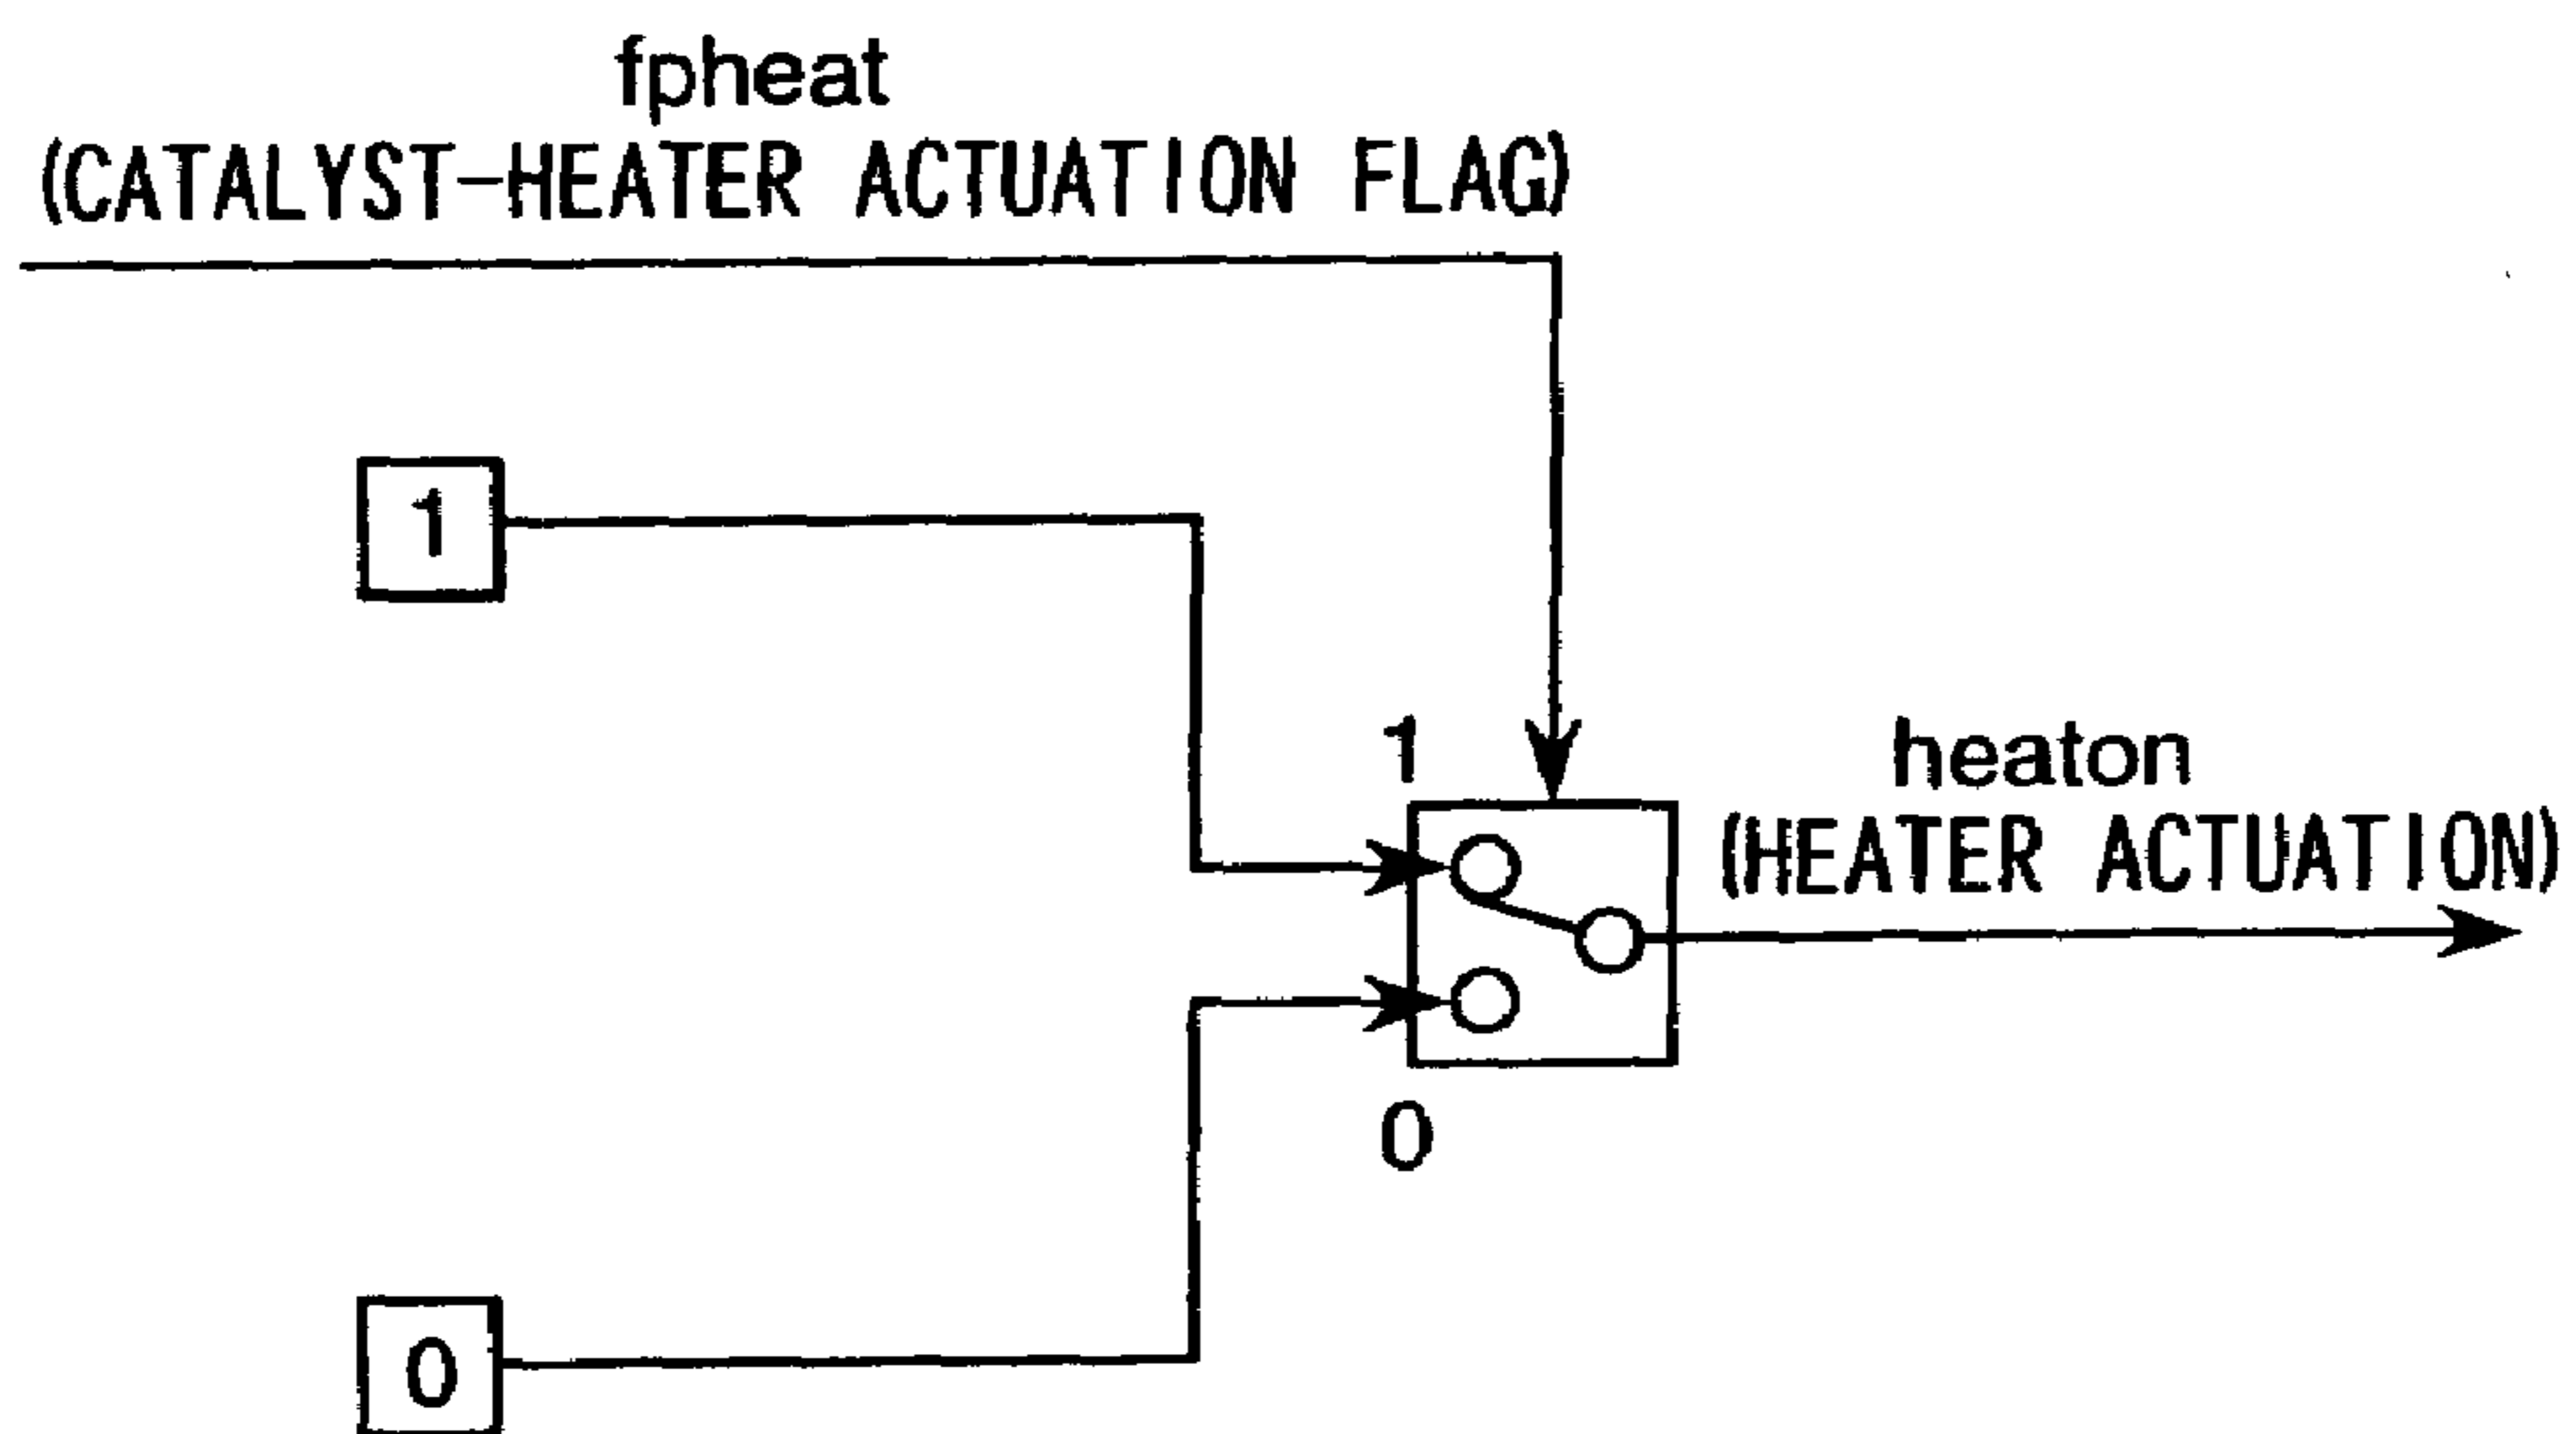 fpheat
(CATALYST-HEATER ACTUATION FLAG)
1
1
heaton
(HEATER ACTUATION)
0
0